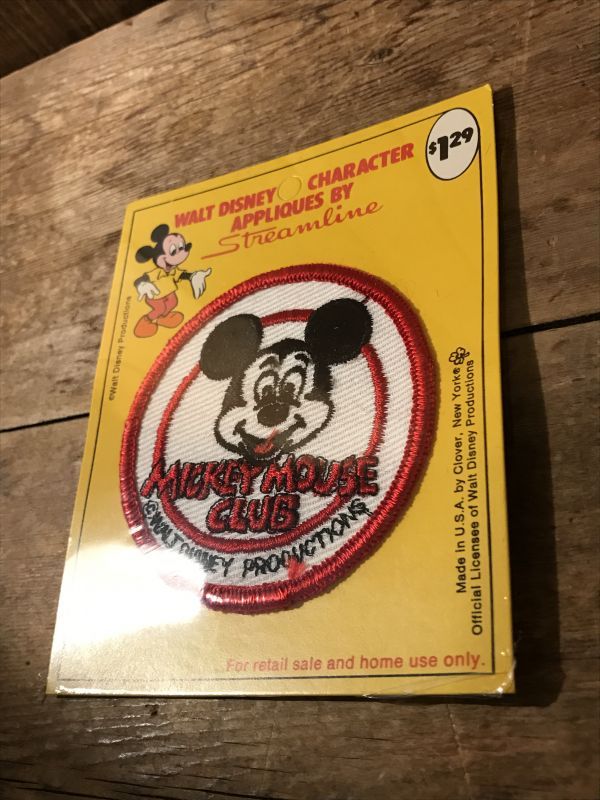 $1.29
WALT DISNEY CHARACTER
APPLIQUES BY
Streamline
©Walt Disney Productions
MICKEY MOUSE
CLUB
©WALT DISNEY PRODUCTIONS
Made in U.S.A. by Clover, New York®
Official Licensee of Walt Disney Productions
For retail sale and home use only.